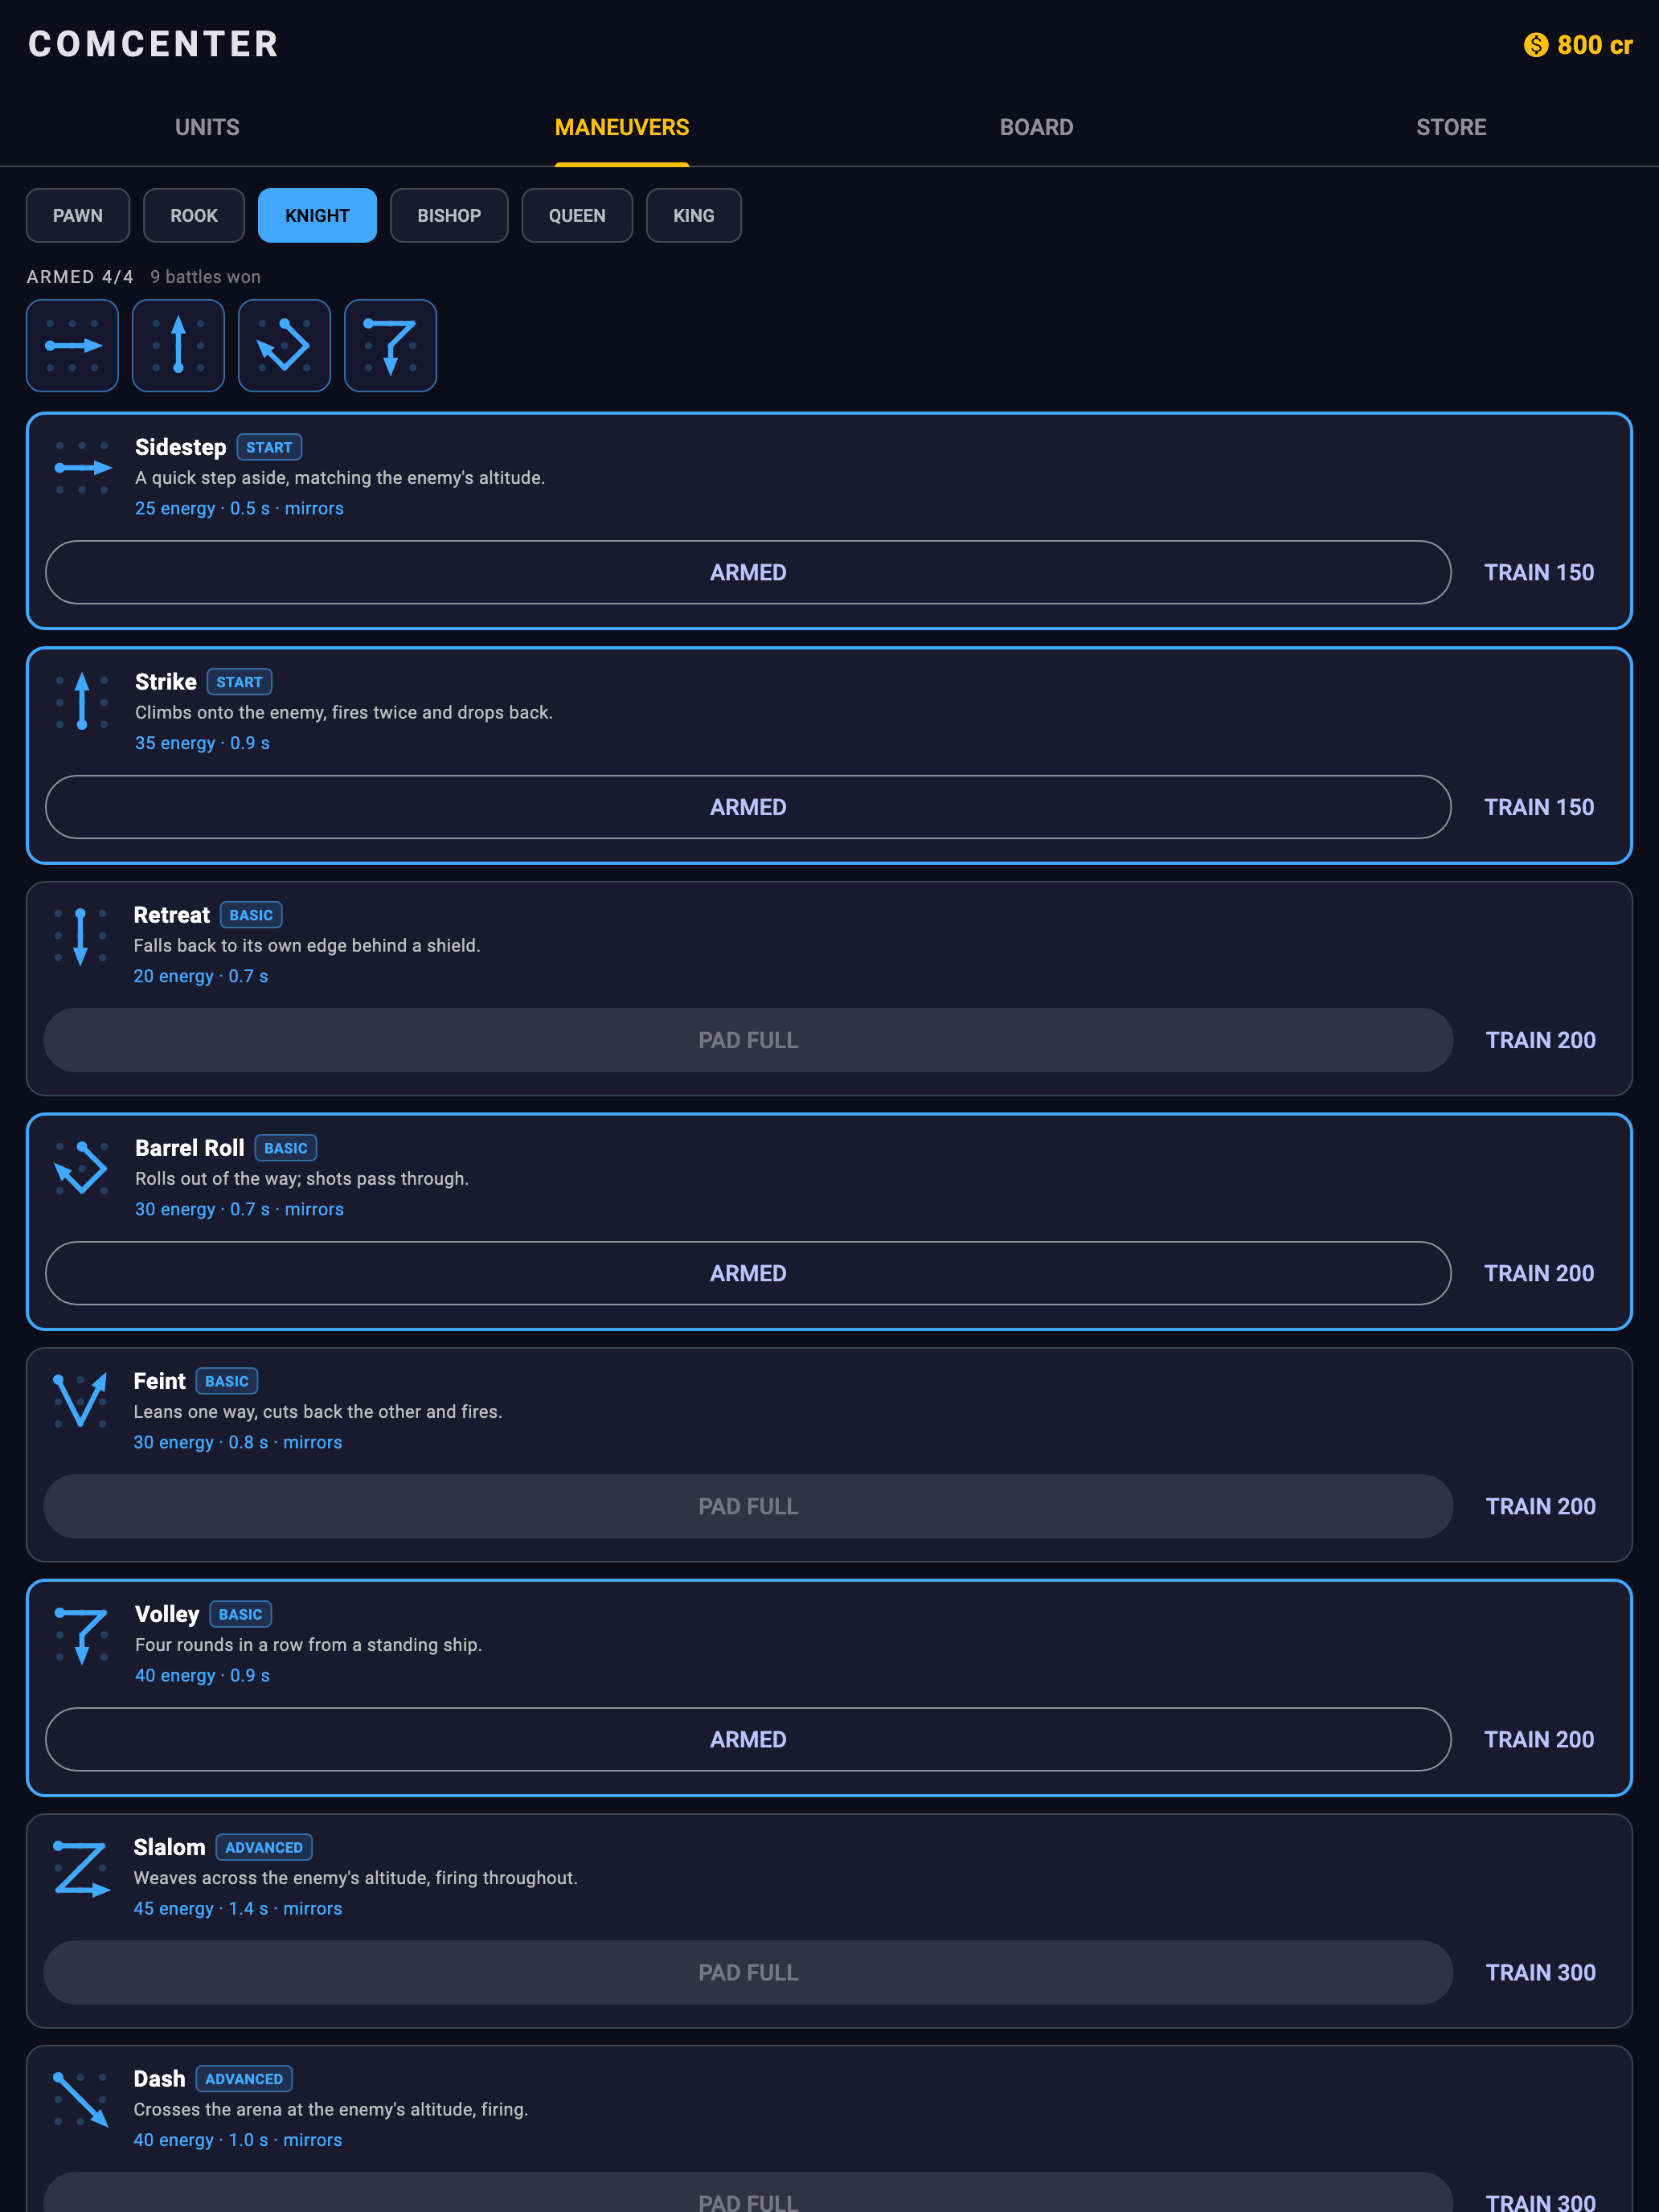 COMCENTER
800 cr
UNITS MANEUVERS BOARD STORE
PAWN ROOK KNIGHT BISHOP QUEEN KING
ARMED 4/4 9 battles won
Sidestep START
A quick step aside, matching the enemy's altitude.
25 energy · 0.5 s · mirrors
ARMED TRAIN 150
Strike START
Climbs onto the enemy, fires twice and drops back.
35 energy · 0.9 s
ARMED TRAIN 150
Retreat BASIC
Falls back to its own edge behind a shield.
20 energy · 0.7 s
PAD FULL TRAIN 200
Barrel Roll BASIC
Rolls out of the way; shots pass through.
30 energy · 0.7 s · mirrors
ARMED TRAIN 200
Feint BASIC
Leans one way, cuts back the other and fires.
30 energy · 0.8 s · mirrors
PAD FULL TRAIN 200
Volley BASIC
Four rounds in a row from a standing ship.
40 energy · 0.9 s
ARMED TRAIN 200
Slalom ADVANCED
Weaves across the enemy's altitude, firing throughout.
45 energy · 1.4 s · mirrors
PAD FULL TRAIN 300
Dash ADVANCED
Crosses the arena at the enemy's altitude, firing.
40 energy · 1.0 s · mirrors
PAD FULL TRAIN 300